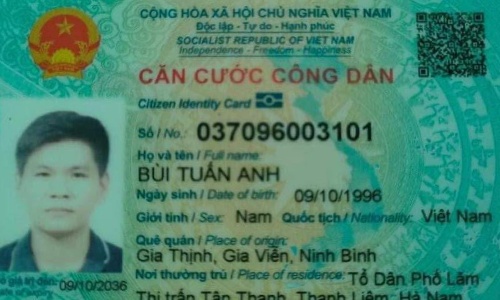 CỘNG HÒA XÃ HỘI CHỦ NGHĨA VIỆT NAM
Độc lập - Tự do - Hạnh phúc
SOCIALIST REPUBLIC OF VIET NAM
Independence - Freedom - Happiness
CĂN CƯỚC CÔNG DÂN
Citizen Identity Card
Số / No.: 037096003101
Họ và tên / Full name:
BÙI TUẤN ANH
Ngày sinh / Date of birth: 09/10/1996
Giới tính / Sex: Nam Quốc tịch / Nationality: Việt Nam
Quê quán / Place of origin:
Gia Thịnh, Gia Viễn, Ninh Bình
Nơi thường trú / Place of residence: Tổ Dân Phố Lâm
Thị trấn Tân Thanh, Thanh Liêm, Hà Nam
giá trị đến: 09/10/2036